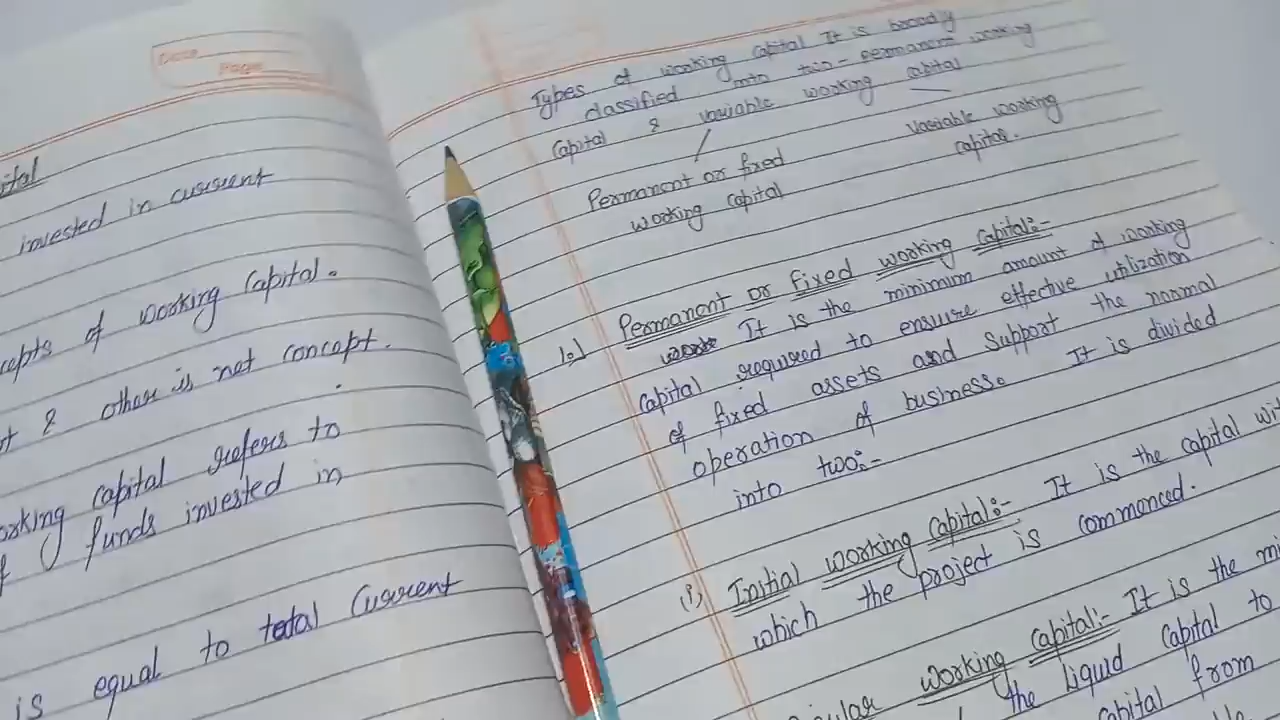 Date
Page
ital
invested in current
cepts of working Capital.
t & other is net concept.
orking capital refers to
f funds invested in
is equal to total Current
Types of working capital It is broadly
classified into two- permanent working
Capital & variable working capital
Permanent or fixed
working capital
variable working
capital.
1.) Permanent or fixed working capital:-
It is the minimum amount of working
capital required to ensure effective utilization
of fixed assets and support the normal
operation of business. It is divided
into two:-
(i) Initial working capital:- It is the capital wit
which the project is commenced.
gular working capital:- It is the mi
the liquid capital to
capital from